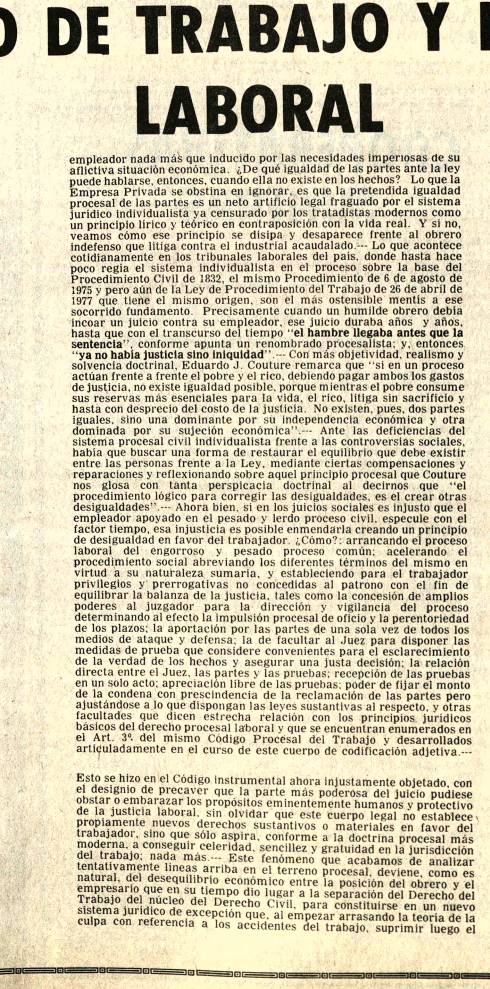 O DE TRABAJO Y
LABORAL
empleador nada más que inducido por las necesidades imperiosas de su
aflictiva situación económica. ¿De qué igualdad de las partes ante la ley
puede hablarse, entonces, cuando ella no existe en los hechos? Lo que la
Empresa Privada se obstina en ignorar, es que la pretendida igualdad
procesal de las partes es un neto artificio legal fraguado por el sistema
jurídico individualista ya censurado por los tratadistas modernos como
un principio lírico y teórico en contraposición con la vida real. Y si no,
veamos cómo ese principio se disipa y desaparece frente al obrero
indefenso que litiga contra el industrial acaudalado.--- Lo que acontece
cotidianamente en los tribunales laborales del país, donde hasta hace
poco regía el sistema individualista en el proceso sobre la base del
Procedimiento Civil de 1832, el mismo Procedimiento de 6 de agosto de
1975 y pero aún de la Ley de Procedimiento del Trabajo de 26 de abril de
1977 que tiene el mismo origen, son el más ostensible mentís a ese
socorrido fundamento. Precisamente cuando un humilde obrero debía
incoar un juicio contra su empleador, ese juicio duraba años y años,
hasta que con el transcurso del tiempo "el hambre llegaba antes que la
sentencia", conforme apunta un renombrado procesalista; y, entonces
"ya no había justicia sino iniquidad".--- Con más objetividad, realismo y
solvencia doctrinal, Eduardo J. Couture remarca que "si en un proceso
actúan frente a frente el pobre y el rico, debiendo pagar ambos los gastos
de justicia, no existe igualdad posible, porque mientras el pobre consume
sus reservas más esenciales para la vida, el rico, litiga sin sacrificio y
hasta con desprecio del costo de la justicia. No existen, pues, dos partes
iguales, sino una dominante por su independencia económica y otra
dominada por su sujeción económica".--- Ante las deficiencias del
sistema procesal civil individualista frente a las controversias sociales,
había que buscar una forma de restaurar el equilibrio que debe existir
entre las personas frente a la Ley, mediante ciertas compensaciones y
reparaciones y reflexionando sobre aquel principio procesal que Couture
nos glosa con tanta perspicacia doctrinal al decirnos que "el
procedimiento lógico para corregir las desigualdades, es el crear otras
desigualdades".--- Ahora bien, si en los juicios sociales es injusto que el
empleador apoyado en el pesado y lerdo proceso civil, especule con el
factor tiempo, esa injusticia es posible enmendarla creando un principio
de desigualdad en favor del trabajador. ¿Cómo?: arrancando el proceso
laboral del engorroso y pesado proceso común; acelerando el
procedimiento social abreviando los diferentes términos del mismo en
virtud a su naturaleza sumaria, y estableciendo para el trabajador
privilegios y prerrogativas no concedidas al patrono con el fin de
equilibrar la balanza de la justicia, tales como la concesión de amplios
poderes al juzgador para la dirección y vigilancia del proceso
determinando al efecto la impulsión procesal de oficio y la perentoriedad
de los plazos; la aportación por las partes de una sola vez de todos los
medios de ataque y defensa; la de facultar al Juez para disponer las
medidas de prueba que considere convenientes para el esclarecimiento
de la verdad de los hechos y asegurar una justa decisión; la relación
directa entre el Juez, las partes y las pruebas; recepción de las pruebas
en un solo acto; apreciación libre de las pruebas; poder de fijar el monto
de la condena con prescindencia de la reclamación de las partes pero
ajustándose a lo que dispongan las leyes sustantivas al respecto, y otras
facultades que dicen estrecha relación con los principios jurídicos
básicos del derecho procesal laboral y que se encuentran enumerados en
el Art. 3º. del mismo Código Procesal del Trabajo y desarrollados
articuladamente en el curso de este cuerpo de codificación adjetiva.---
Esto se hizo en el Código instrumental ahora injustamente objetado, con
el designio de precaver que la parte más poderosa del juicio pudiese
obstar o embarazar los propósitos eminentemente humanos y protectivo
de la justicia laboral, sin olvidar que este cuerpo legal no establece
propiamente nuevos derechos sustantivos o materiales en favor del
trabajador, sino que sólo aspira, conforme a la doctrina procesal más
moderna, a conseguir celeridad, sencillez y gratuidad en la jurisdicción
del trabajo; nada más.--- Este fenómeno que acabamos de analizar
tentativamente líneas arriba en el terreno procesal, deviene, como es
natural, del desequilibrio económico entre la posición del obrero y el
empresario que en su tiempo dio lugar a la separación del Derecho del
Trabajo del núcleo del Derecho Civil, para constituirse en un nuevo
sistema jurídico de excepción que, al empezar arrasando la teoría de la
culpa con referencia a los accidentes del trabajo, suprimir luego el